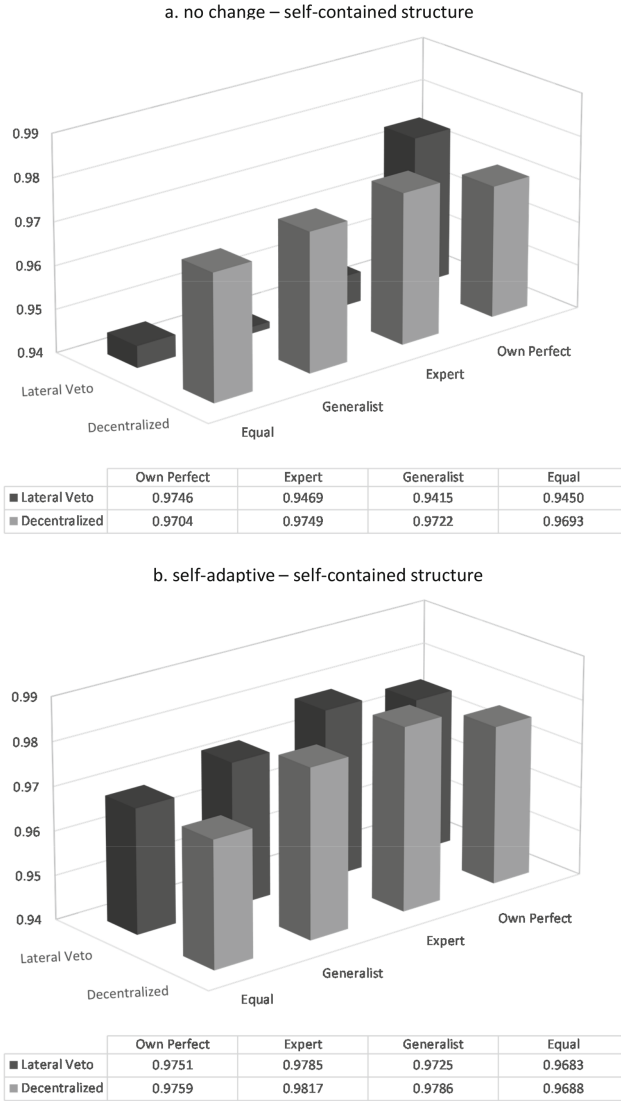 a. no change – self-contained structure
0.99
0.98
0.97
0.96
0.95
0.94
Lateral Veto
Decentralized
Equal
Generalist
Expert
Own Perfect
Own Perfect Expert Generalist Equal
Lateral Veto 0.9746 0.9469 0.9415 0.9450
Decentralized 0.9704 0.9749 0.9722 0.9693
b. self-adaptive – self-contained structure
0.99
0.98
0.97
0.96
0.95
0.94
Lateral Veto
Decentralized
Equal
Generalist
Expert
Own Perfect
Own Perfect Expert Generalist Equal
Lateral Veto 0.9751 0.9785 0.9725 0.9683
Decentralized 0.9759 0.9817 0.9786 0.9688